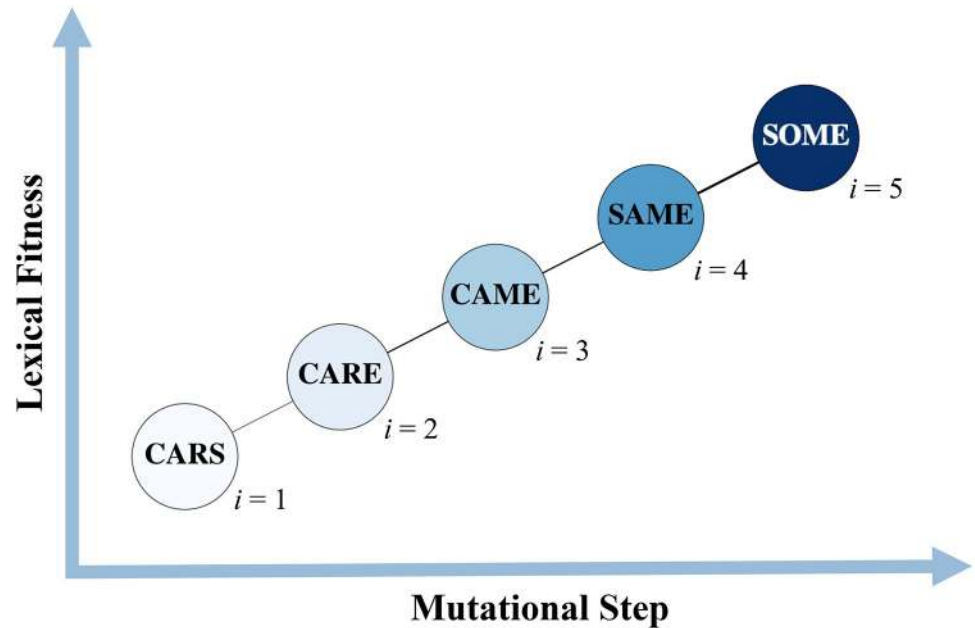 Lexical Fitness
SOME
i = 5
SAME
i = 4
CAME
i = 3
CARE
i = 2
CARS
i = 1
Mutational Step